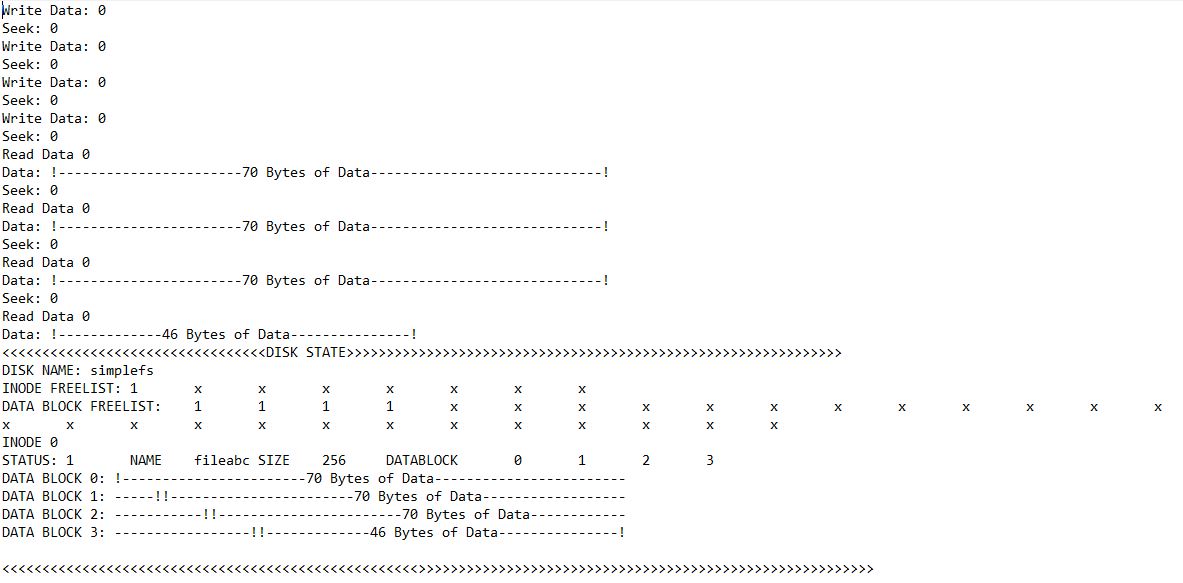 Write Data: 0
Seek: 0
Write Data: 0
Seek: 0
Write Data: 0
Seek: 0
Write Data: 0
Seek: 0
Read Data 0
Data: !-----------------------70 Bytes of Data-----------------------------!
Seek: 0
Read Data 0
Data: !-----------------------70 Bytes of Data-----------------------------!
Seek: 0
Read Data 0
Data: !-----------------------70 Bytes of Data-----------------------------!
Seek: 0
Read Data 0
Data: !-------------46 Bytes of Data---------------!
<<<<<<<<<<<<<<<<<<<<<<<<<<<<<<<<<DISK STATE>>>>>>>>>>>>>>>>>>>>>>>>>>>>>>>>>>>>>>>>>>>>>>>>>>>>>>>>>>>>>>
DISK NAME: simplefs
INODE FREELIST: 1 x x x x x x x
DATA BLOCK FREELIST: 1 1 1 1 x x x x x x x x x x x x
x x x x x x x x x x x x x
INODE 0
STATUS: 1 NAME fileabc SIZE 256 DATABLOCK 0 1 2 3
DATA BLOCK 0: !-----------------------70 Bytes of Data------------------------
DATA BLOCK 1: -----!!-----------------------70 Bytes of Data------------------
DATA BLOCK 2: -----------!!-----------------------70 Bytes of Data------------
DATA BLOCK 3: -----------------!!-------------46 Bytes of Data---------------!
<<<<<<<<<<<<<<<<<<<<<<<<<<<<<<<<<<<<<<<<<<<<<<<<<<<<>>>>>>>>>>>>>>>>>>>>>>>>>>>>>>>>>>>>>>>>>>>>>>>>>>>>>>>>>